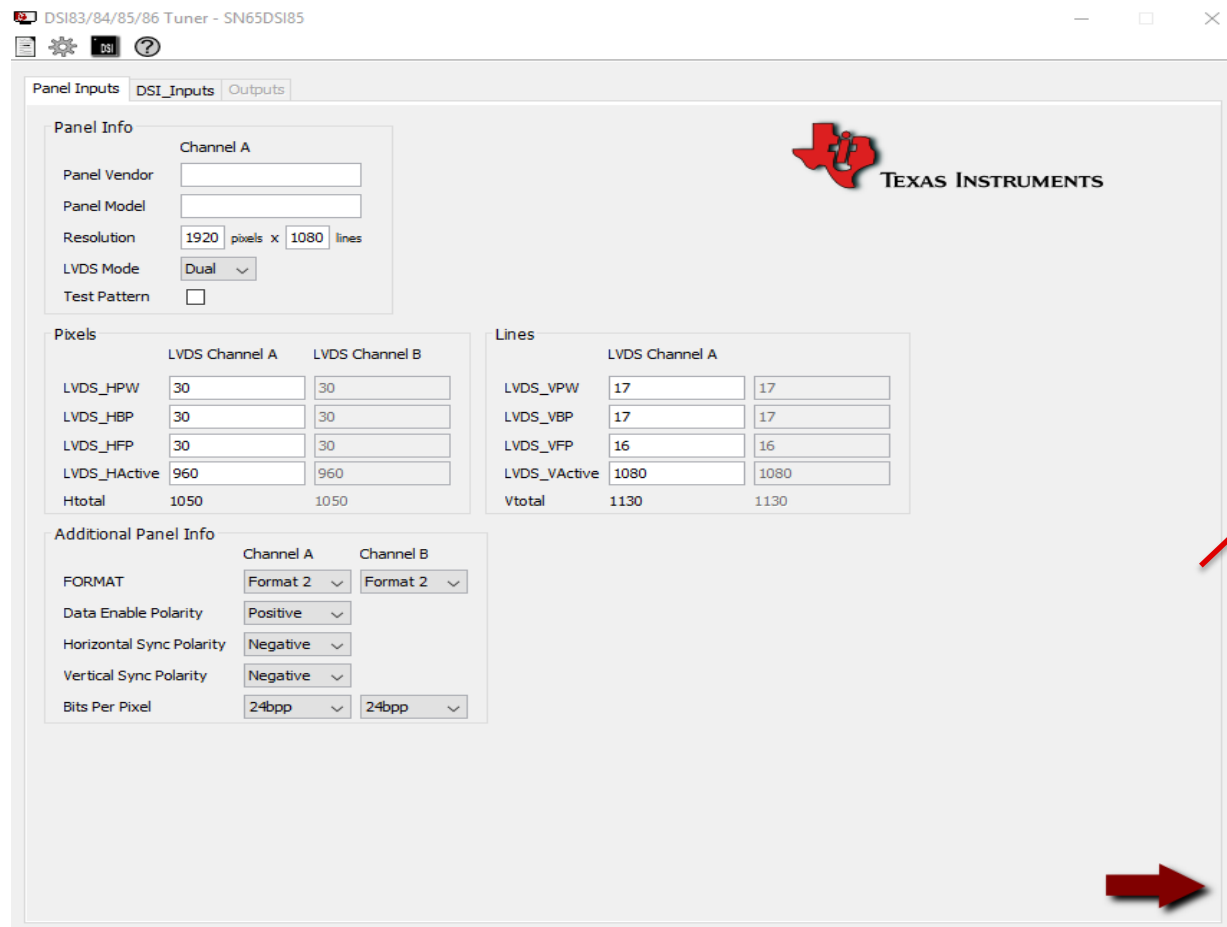 DSI83/84/85/86 Tuner - SN65DSI85
DSI
Panel Inputs DSI_Inputs Outputs
Panel Info
Channel A
Panel Vendor
Panel Model
Resolution 1920 pixels x 1080 lines
LVDS Mode Dual
Test Pattern
TEXAS INSTRUMENTS
Pixels
LVDS Channel A LVDS Channel B
LVDS_HPW 30 30
LVDS_HBP 30 30
LVDS_HFP 30 30
LVDS_HActive 960 960
Htotal 1050 1050
Lines
LVDS Channel A
LVDS_VPW 17 17
LVDS_VBP 17 17
LVDS_VFP 16 16
LVDS_VActive 1080 1080
Vtotal 1130 1130
Additional Panel Info
Channel A Channel B
FORMAT Format 2 Format 2
Data Enable Polarity Positive
Horizontal Sync Polarity Negative
Vertical Sync Polarity Negative
Bits Per Pixel 24bpp 24bpp